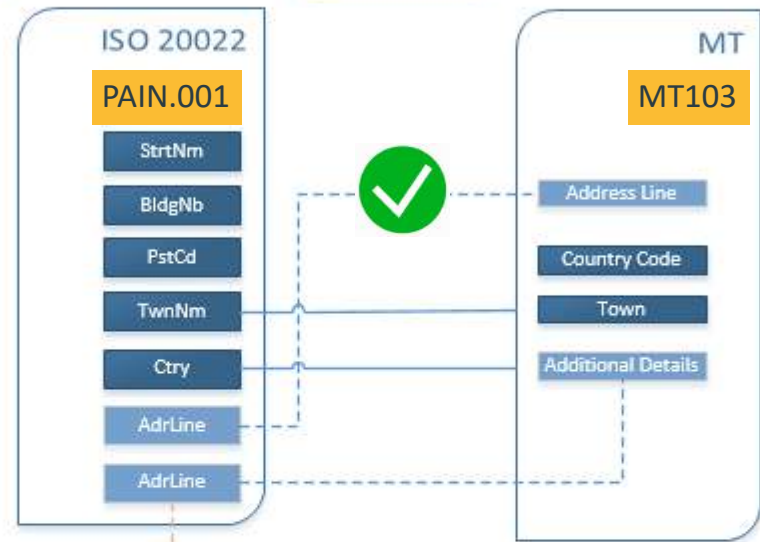 ISO 20022
PAIN.001
StrtNm
BldgNb
PstCd
TwnNm
Ctry
AdrLine
AdrLine
MT
MT103
Address Line
Country Code
Town
Additional Details